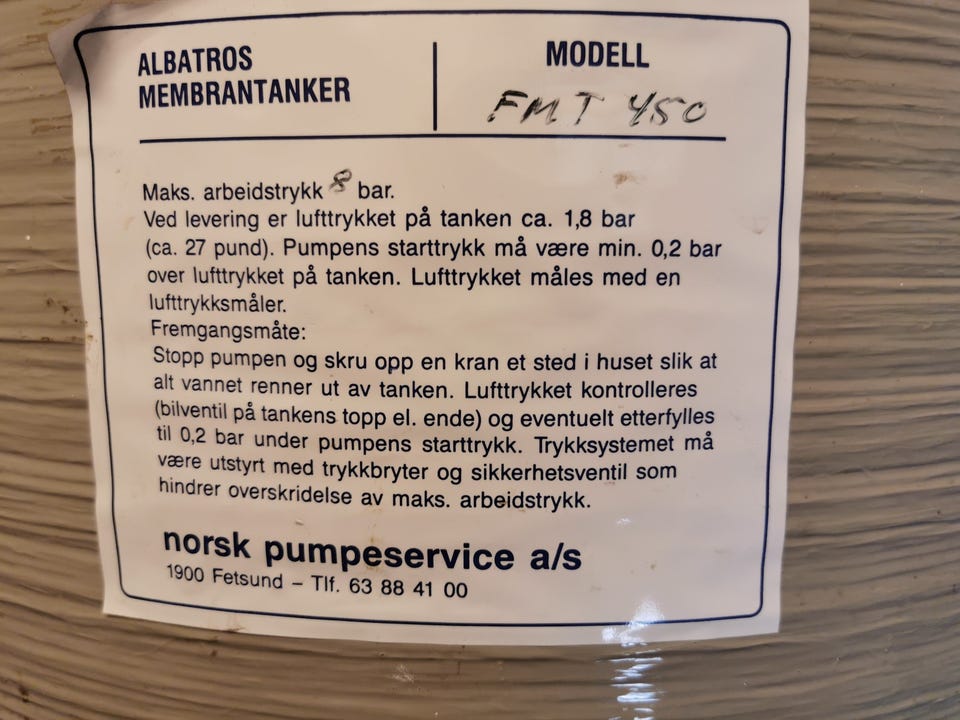 ALBATROS
MEMBRANTANKER
MODELL
FMT 450
Maks. arbeidstrykk 8 bar.
Ved levering er lufttrykket på tanken ca. 1,8 bar
(ca. 27 pund). Pumpens starttrykk må være min. 0,2 bar
over lufttrykket på tanken. Lufttrykket måles med en
lufttrykksmåler.
Fremgangsmåte:
Stopp pumpen og skru opp en kran et sted i huset slik at
alt vannet renner ut av tanken. Lufttrykket kontrolleres
(bilventil på tankens topp el. ende) og eventuelt etterfylles
til 0,2 bar under pumpens starttrykk. Trykksystemet må
være utstyrt med trykkbryter og sikkerhetsventil som
hindrer overskridelse av maks. arbeidstrykk.
norsk pumpeservice a/s
1900 Fetsund – Tlf. 63 88 41 00